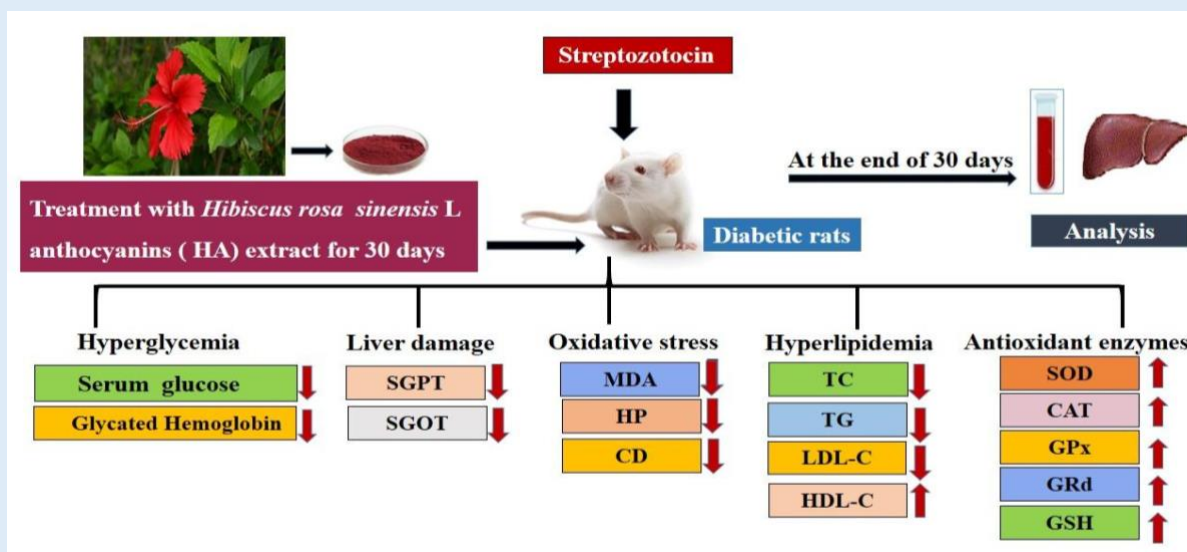 Streptozotocin
At the end of 30 days
Treatment with Hibiscus rosa sinensis L
anthocyanins ( HA) extract for 30 days
Diabetic rats
Analysis
Hyperglycemia
Serum glucose
Glycated Hemoglobin
Liver damage
SGPT
SGOT
Oxidative stress
MDA
HP
CD
Hyperlipidemia
TC
TG
LDL-C
HDL-C
Antioxidant enzymes
SOD
CAT
GPx
GRd
GSH